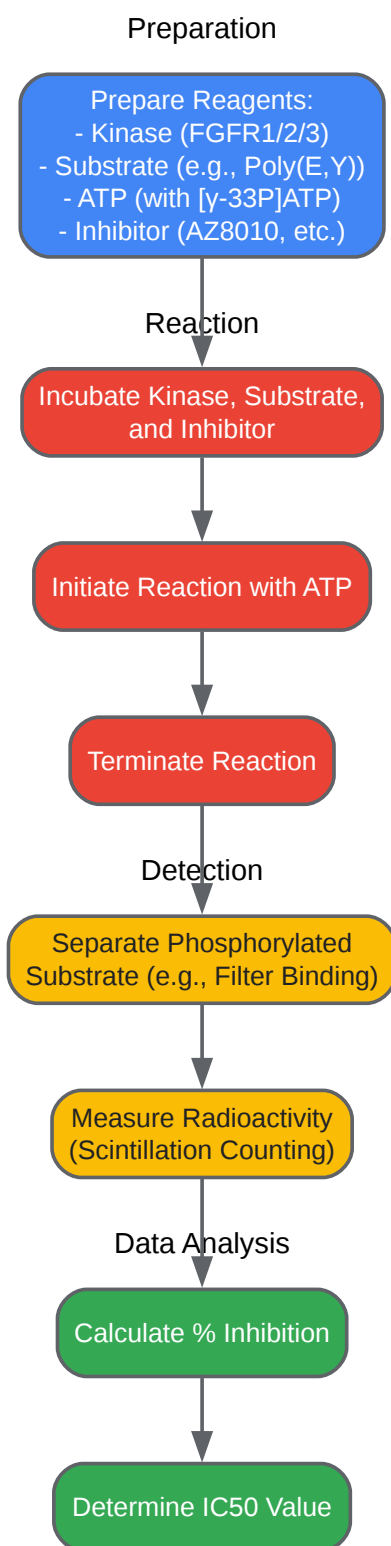 Preparation
Prepare Reagents:
- Kinase (FGFR1/2/3)
- Substrate (e.g., Poly(E,Y))
- ATP (with [γ-33P]ATP)
- Inhibitor (AZ8010, etc.)
Reaction
Incubate Kinase, Substrate,
and Inhibitor
Initiate Reaction with ATP
Terminate Reaction
Detection
Separate Phosphorylated
Substrate (e.g., Filter Binding)
Measure Radioactivity
(Scintillation Counting)
Data Analysis
Calculate % Inhibition
Determine IC50 Value